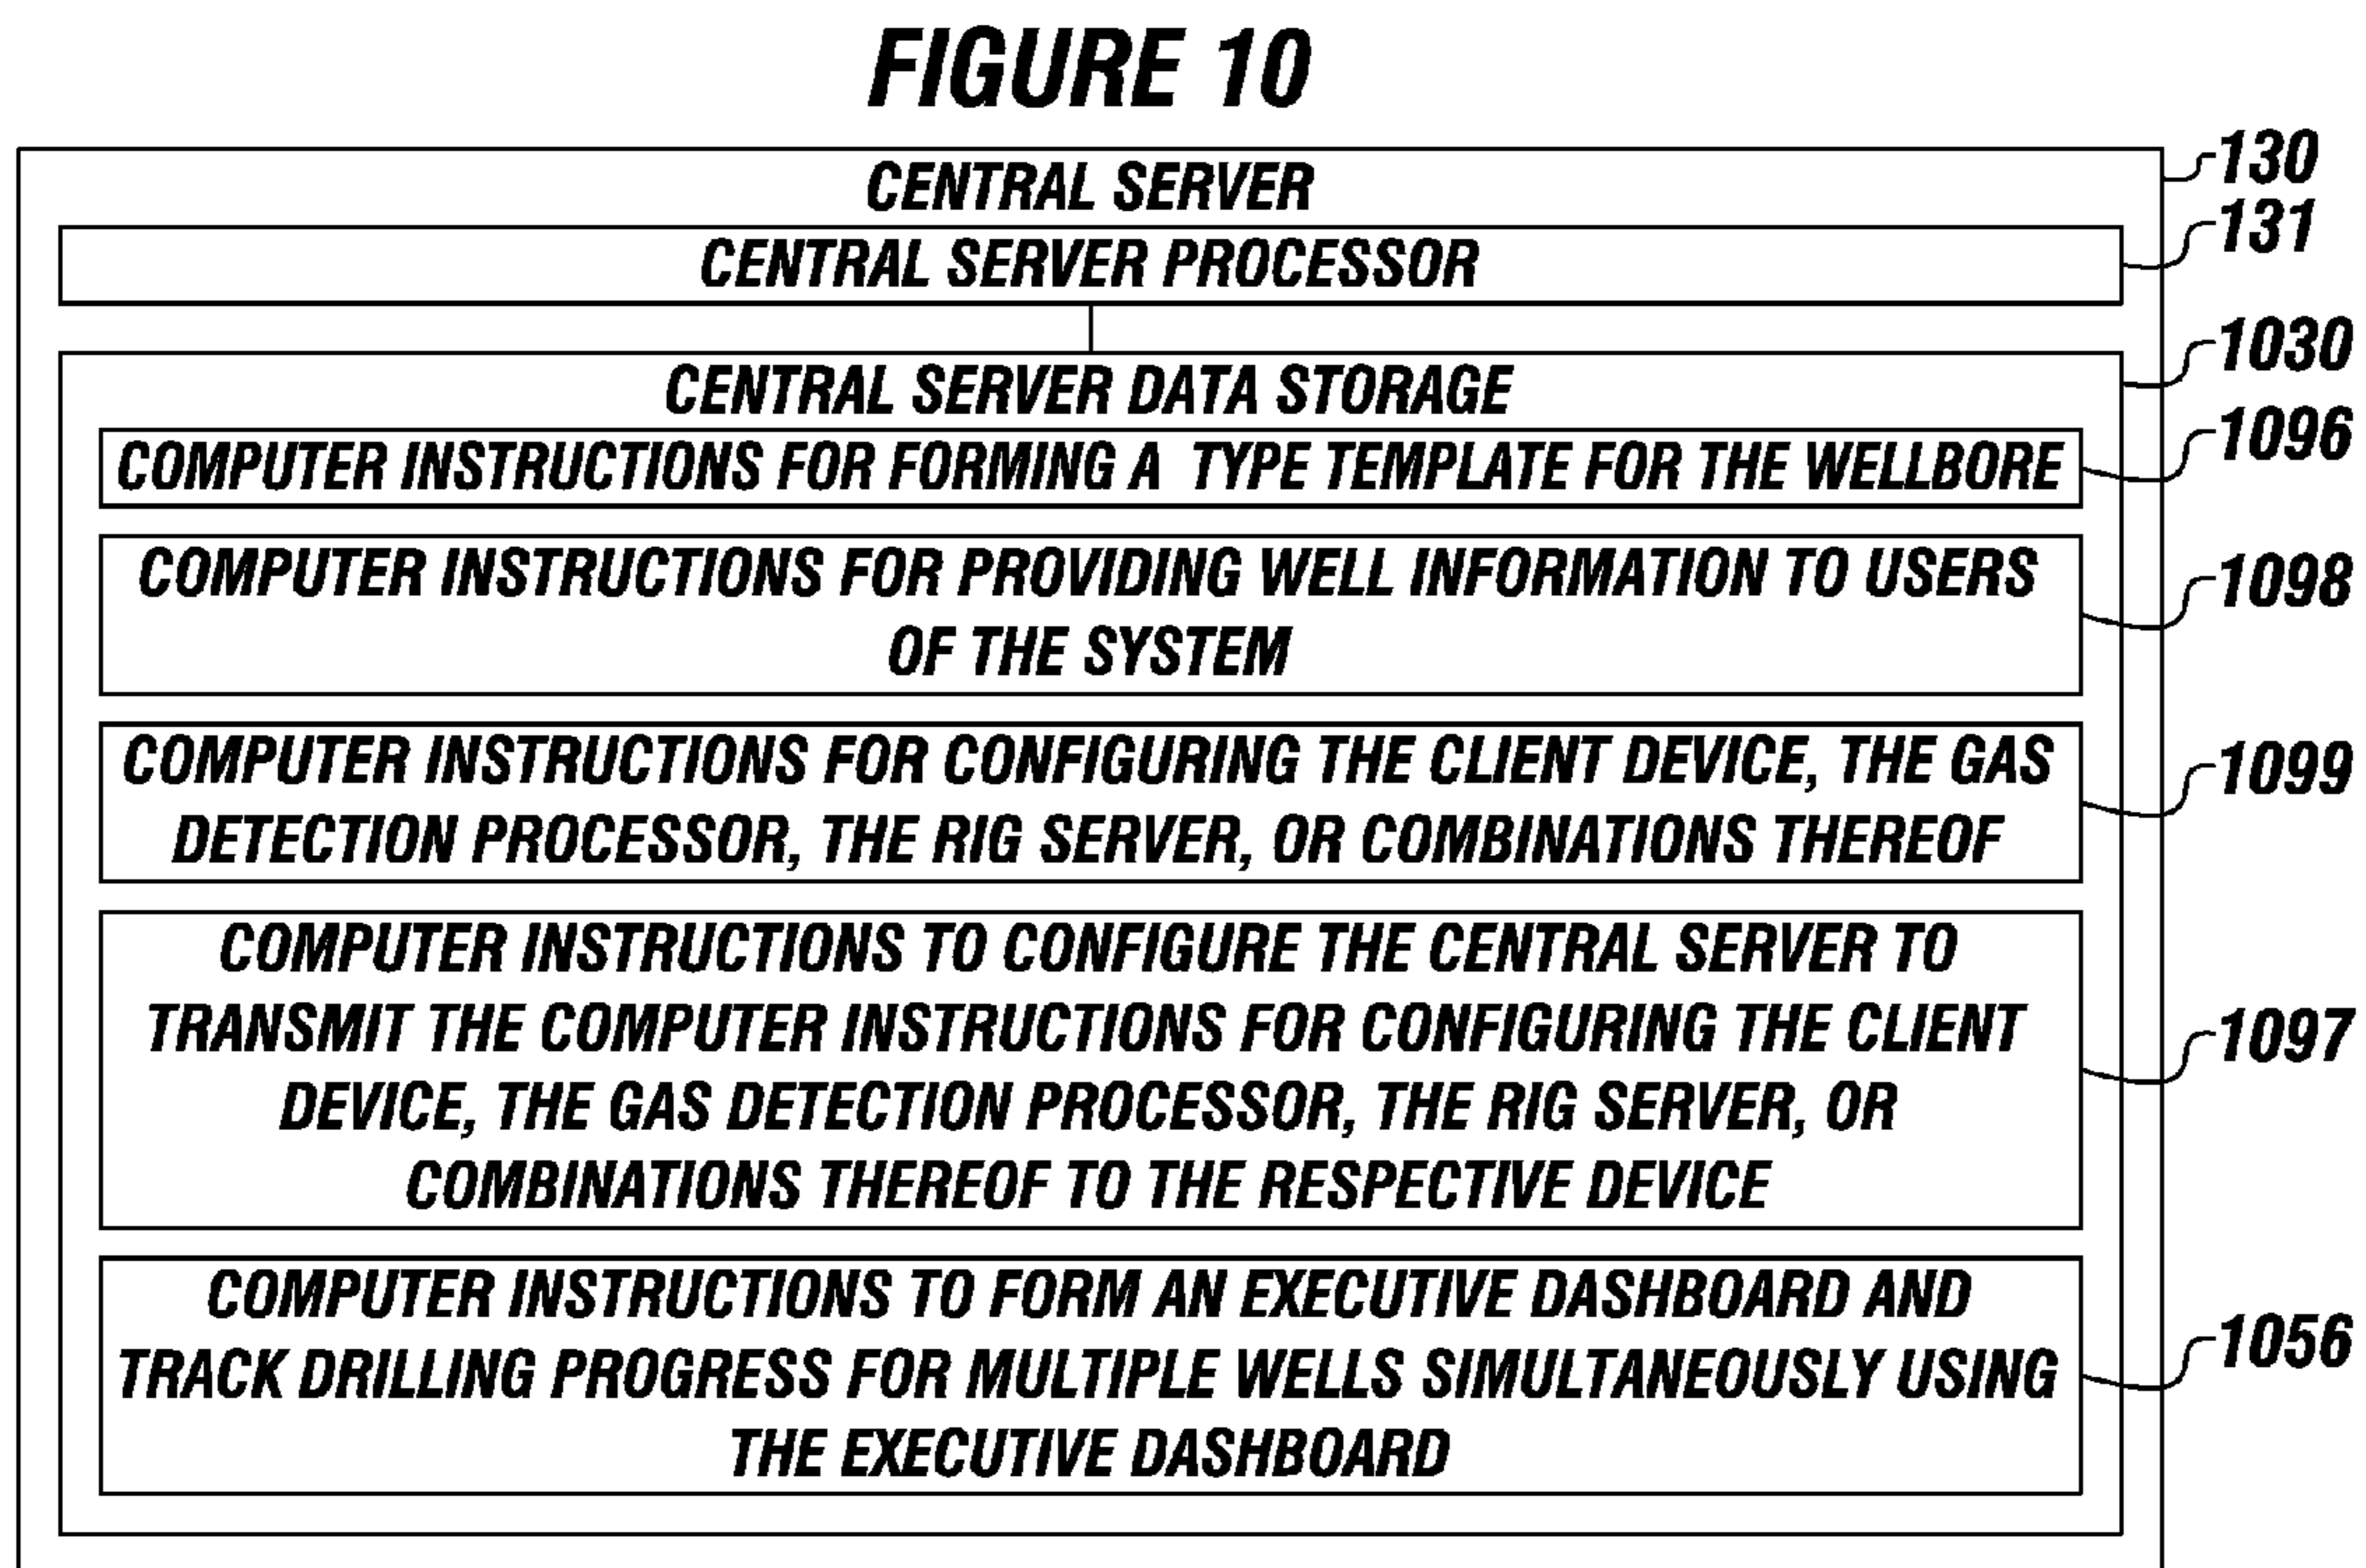 FIGURE 10
CENTRAL SERVER
130
CENTRAL SERVER PROCESSOR
131
CENTRAL SERVER DATA STORAGE
1030
COMPUTER INSTRUCTIONS FOR FORMING A TYPE TEMPLATE FOR THE WELLBORE
1096
COMPUTER INSTRUCTIONS FOR PROVIDING WELL INFORMATION TO USERS
OF THE SYSTEM
1098
COMPUTER INSTRUCTIONS FOR CONFIGURING THE CLIENT DEVICE, THE GAS
DETECTION PROCESSOR, THE RIG SERVER, OR COMBINATIONS THEREOF
1099
COMPUTER INSTRUCTIONS TO CONFIGURE THE CENTRAL SERVER TO
TRANSMIT THE COMPUTER INSTRUCTIONS FOR CONFIGURING THE CLIENT
DEVICE, THE GAS DETECTION PROCESSOR, THE RIG SERVER, OR
COMBINATIONS THEREOF TO THE RESPECTIVE DEVICE
1097
COMPUTER INSTRUCTIONS TO FORM AN EXECUTIVE DASHBOARD AND
TRACK DRILLING PROGRESS FOR MULTIPLE WELLS SIMULTANEOUSLY USING
THE EXECUTIVE DASHBOARD
1056